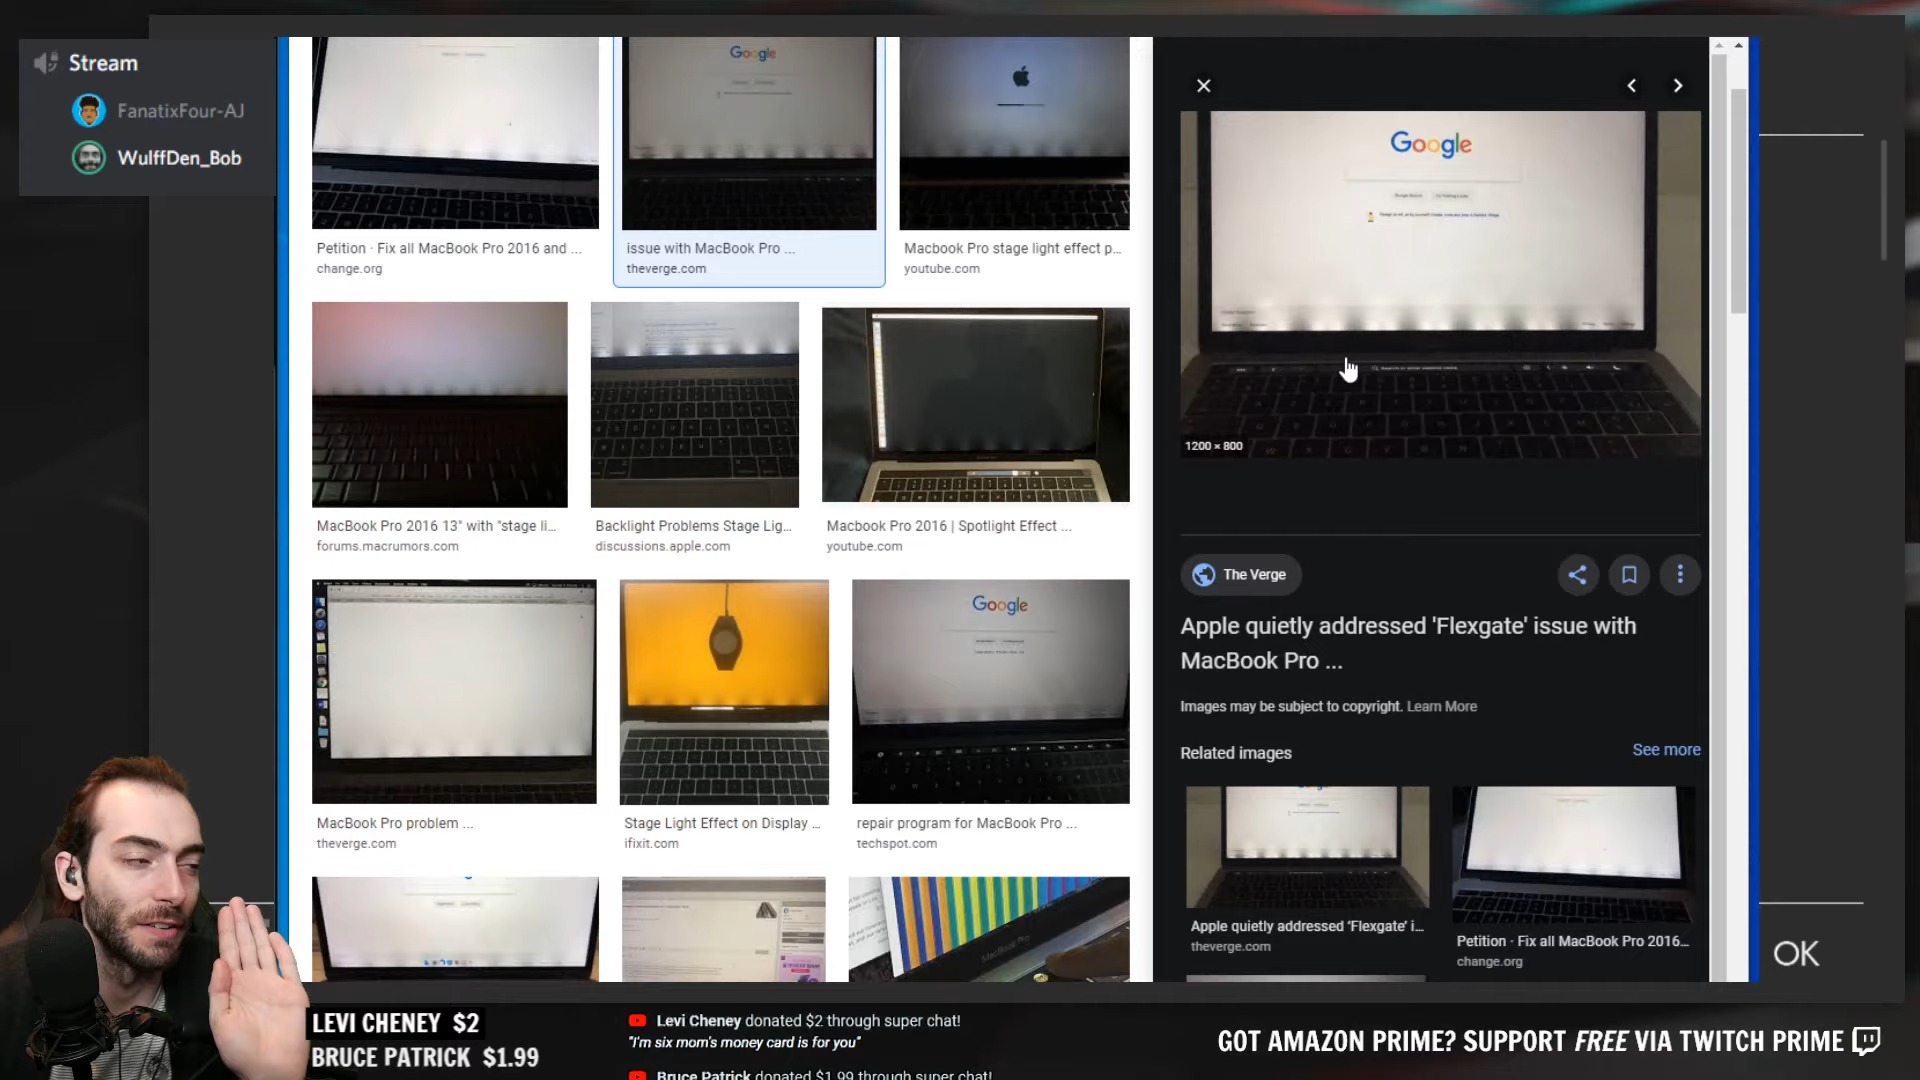 Stream
FanatixFour-AJ
WulffDen_Bob
Google
Petition · Fix all MacBook Pro 2016 and ...
change.org
issue with MacBook Pro ...
theverge.com
Macbook Pro stage light effect p...
youtube.com
MacBook Pro 2016 13" with "stage li...
forums.macrumors.com
Backlight Problems Stage Lig...
discussions.apple.com
Macbook Pro 2016 | Spotlight Effect ...
youtube.com
Google
MacBook Pro problem ...
theverge.com
Stage Light Effect on Display ...
ifixit.com
repair program for MacBook Pro ...
techspot.com
MacBook Pro
Google
1200 × 800
The Verge
Apple quietly addressed 'Flexgate' issue with
MacBook Pro ...
Images may be subject to copyright. Learn More
Related images
See more
Apple quietly addressed 'Flexgate' i...
theverge.com
Petition · Fix all MacBook Pro 2016...
change.org
OK
LEVI CHENEY $2
BRUCE PATRICK $1.99
Levi Cheney donated $2 through super chat!
"I'm six mom's money card is for you"
Bruce Patrick donated $1.99 through super chat!
GOT AMAZON PRIME? SUPPORT FREE VIA TWITCH PRIME